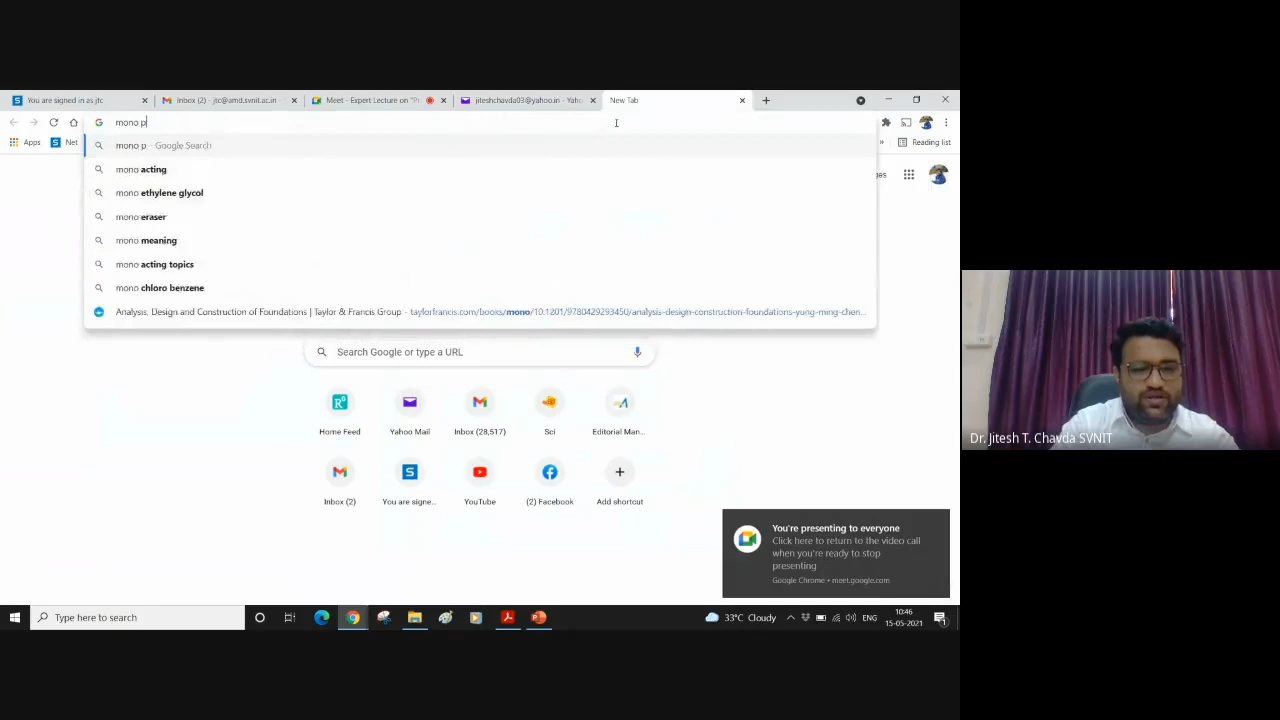 You are signed in as jtc
Inbox (2) - jtc@amd.svnit.ac.in -
Meet - Expert Lecture on "P
jiteshchavda03@yahoo.in - Yaho
New Tab
mono p
Apps
Net
»
Reading list
mono p - Google Search
mono acting
mono ethylene glycol
mono eraser
mono meaning
mono acting topics
mono chloro benzene
Analysis, Design and Construction of Foundations | Taylor & Francis Group - taylorfrancis.com/books/mono/10.1201/9780429293450/analysis-design-construction-foundations-yung-ming-chen...
ges
Search Google or type a URL
Home Feed
Yahoo Mail
Inbox (28,517)
Sci
Editorial Man...
Inbox (2)
You are signe...
YouTube
(2) Facebook
Add shortcut
You're presenting to everyone
Click here to return to the video call
when you're ready to stop
presenting
Google Chrome • meet.google.com
Dr. Jitesh T. Chavda SVNIT
Type here to search
33°C Cloudy
ENG
10:46
15-05-2021